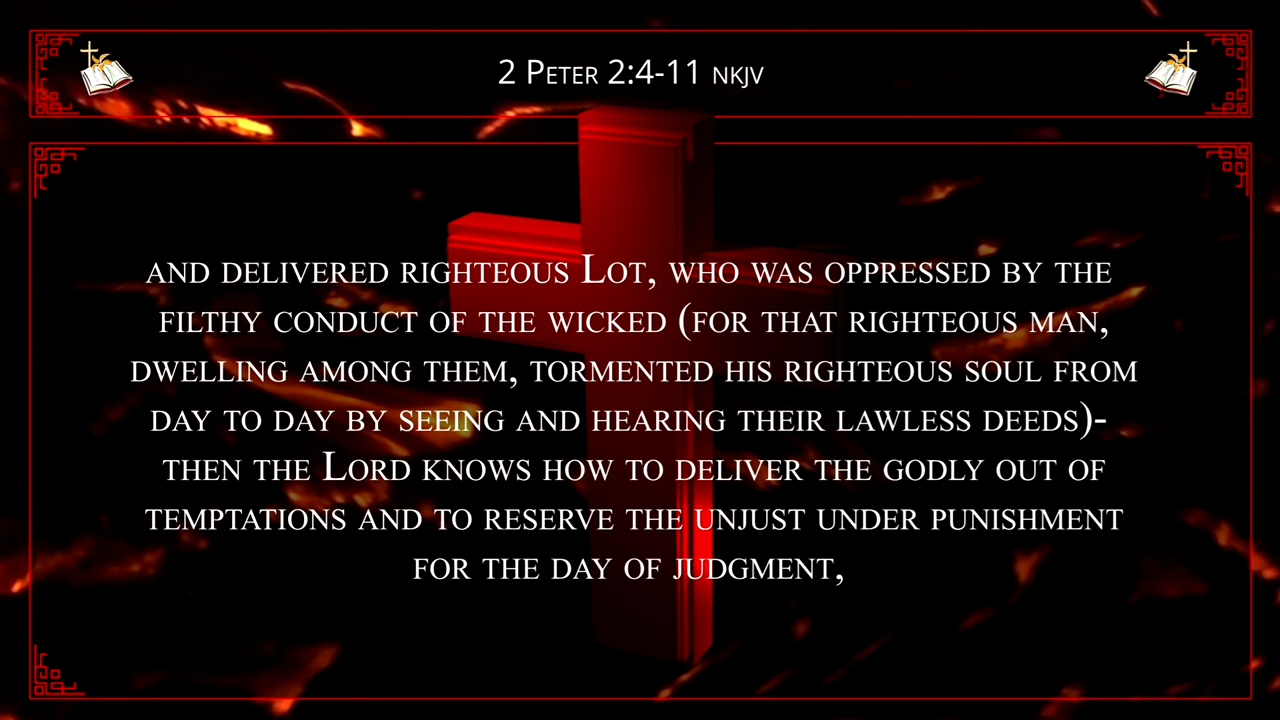 2 Peter 2:4-11 NKJV
and delivered righteous Lot, who was oppressed by the
filthy conduct of the wicked (for that righteous man,
dwelling among them, tormented his righteous soul from
day to day by seeing and hearing their lawless deeds)-
then the Lord knows how to deliver the godly out of
temptations and to reserve the unjust under punishment
for the day of judgment,